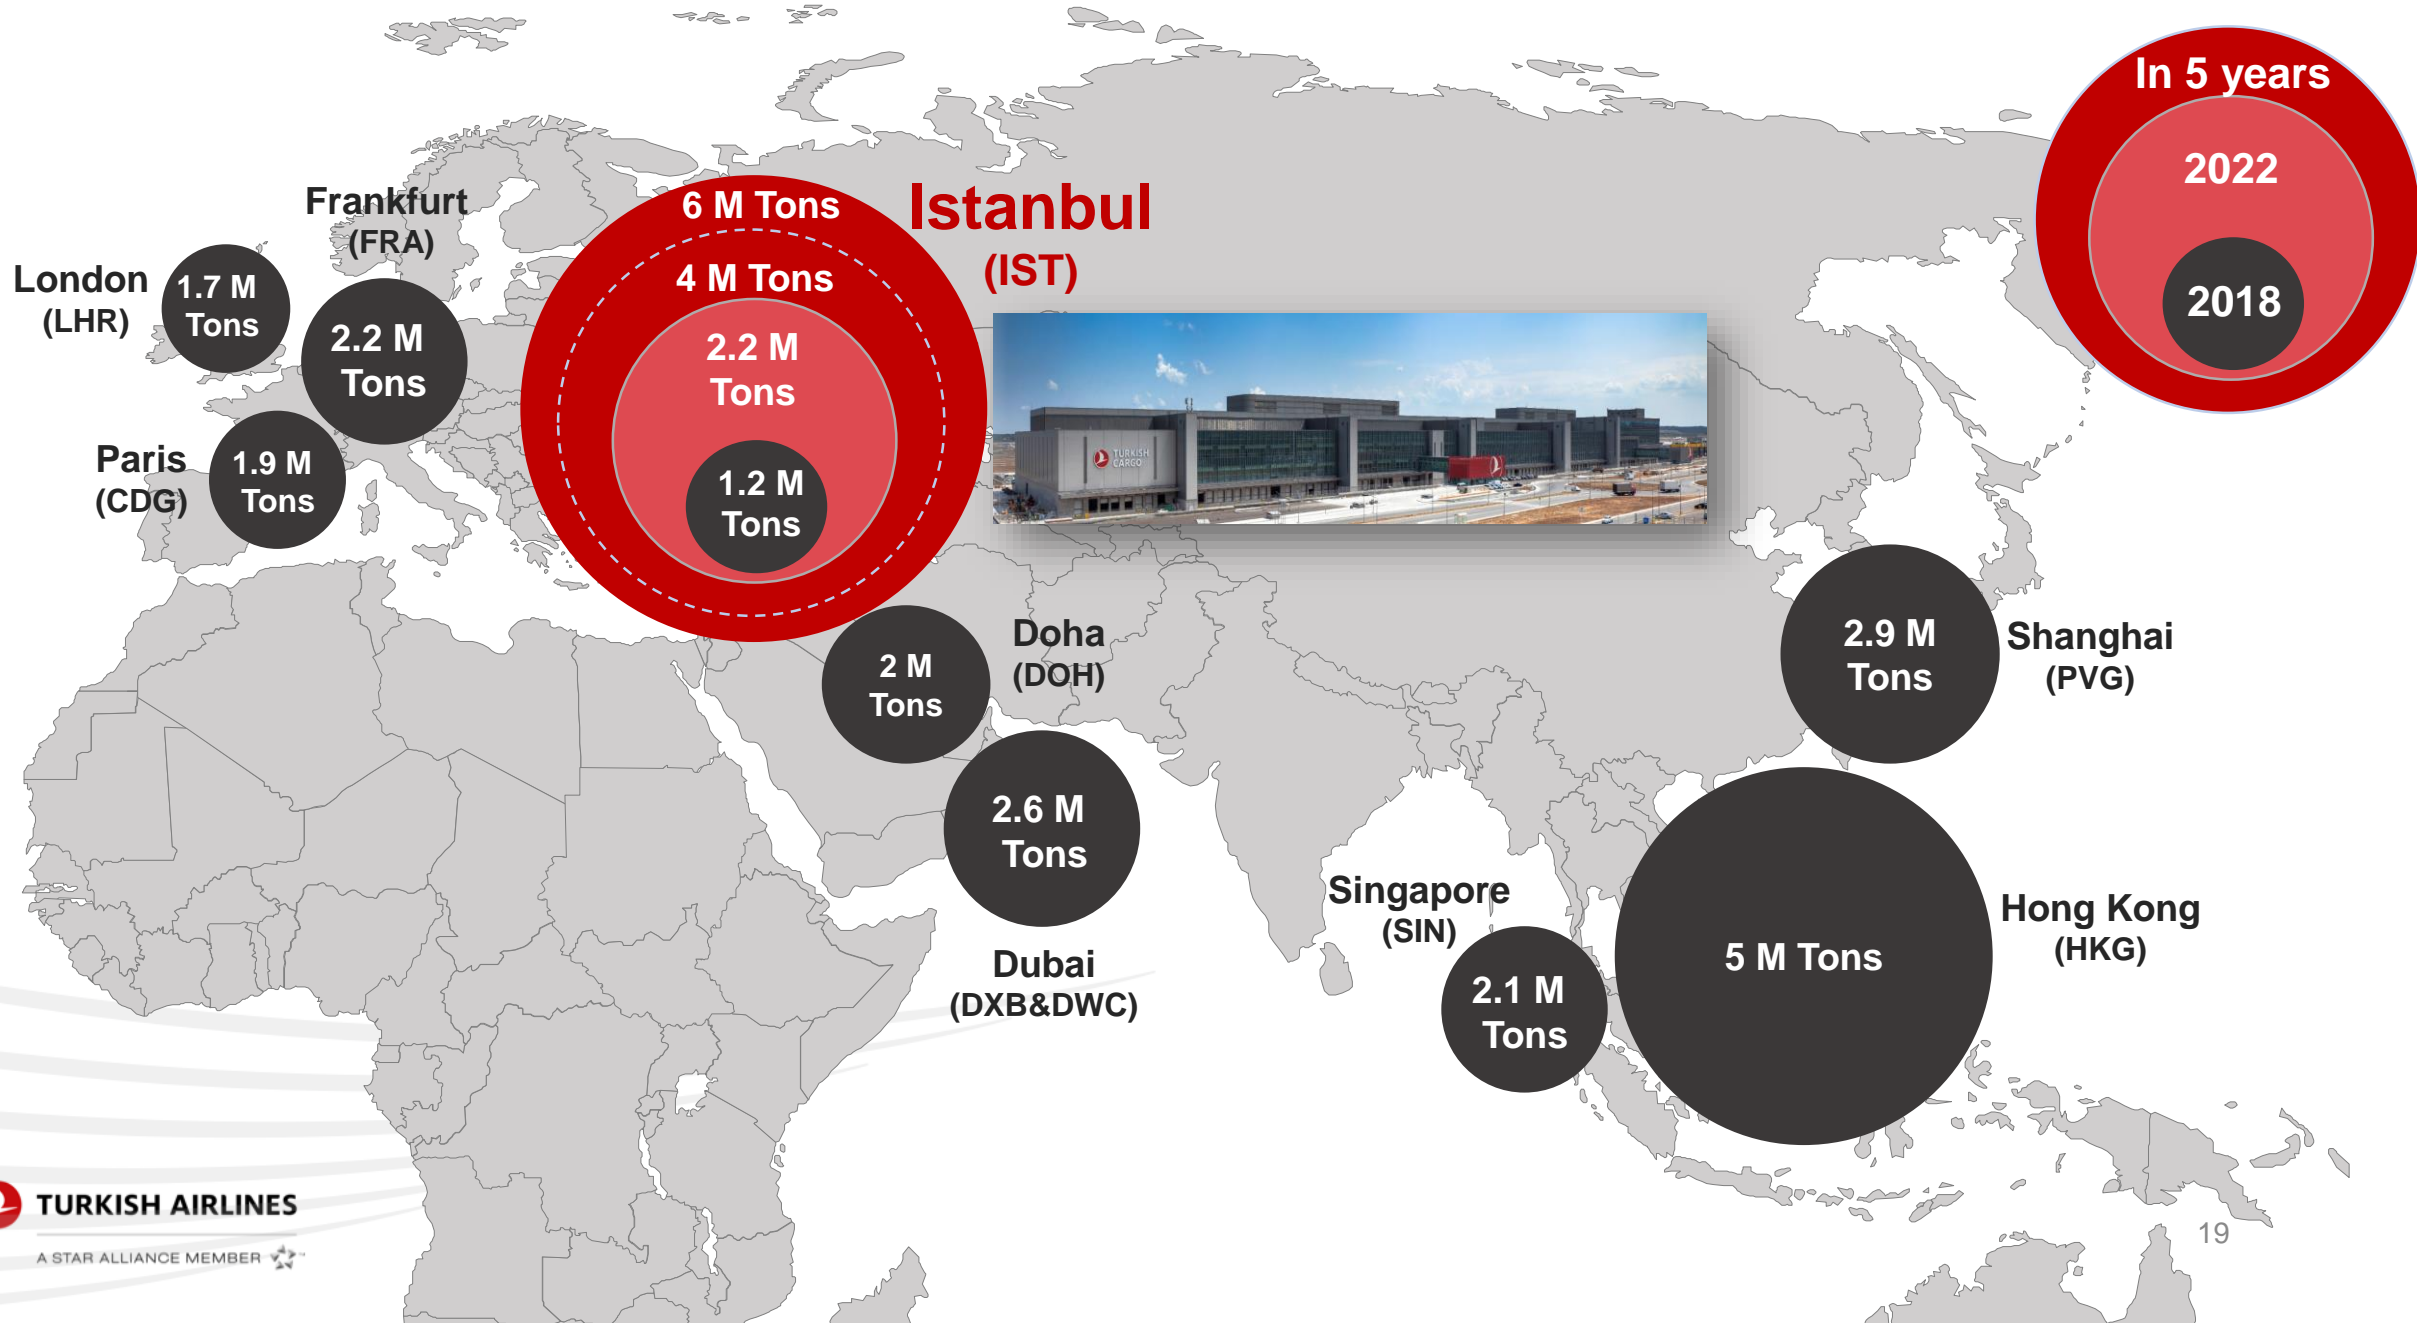 In 5 years
2022
2018
Frankfurt
(FRA)
2.2 M
Tons
London
(LHR)
1.7 M
Tons
Paris
(CDG)
1.9 M
Tons
Istanbul
(IST)
6 M Tons
4 M Tons
2.2 M
Tons
1.2 M
Tons
TURKISH
CARGO
Doha
(DOH)
2 M
Tons
2.6 M
Tons
Dubai
(DXB&DWC)
2.9 M
Tons
Shanghai
(PVG)
Singapore
(SIN)
2.1 M
Tons
5 M Tons
Hong Kong
(HKG)
TURKISH AIRLINES
A STAR ALLIANCE MEMBER
19